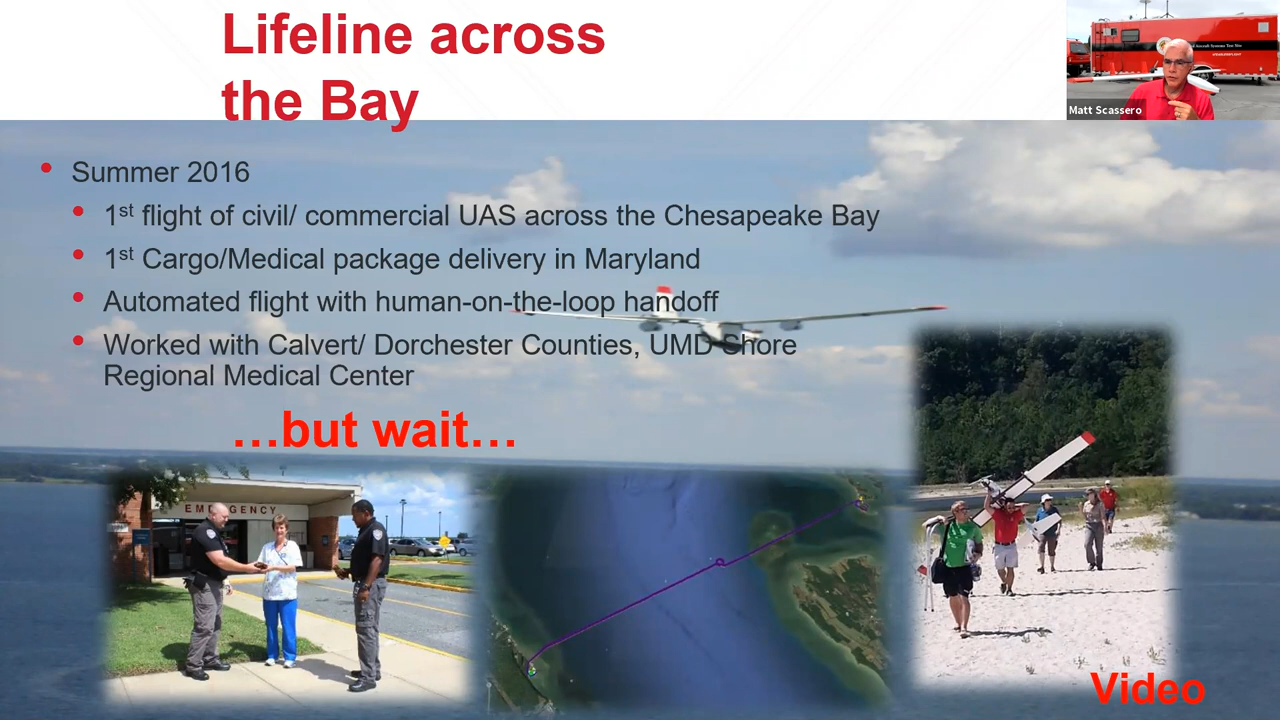 Lifeline across
the Bay
Matt Scassero
Summer 2016
1st flight of civil/ commercial UAS across the Chesapeake Bay
1st Cargo/Medical package delivery in Maryland
Automated flight with human-on-the-loop handoff
Worked with Calvert/ Dorchester Counties, UMD Shore
Regional Medical Center
…but wait…
EMERGENCY
Video